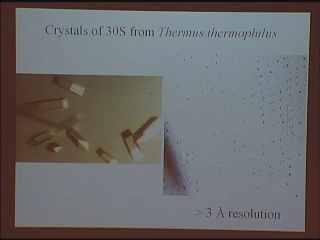 Crystals of 30S from Thermus thermophilus
> 3 Å resolution